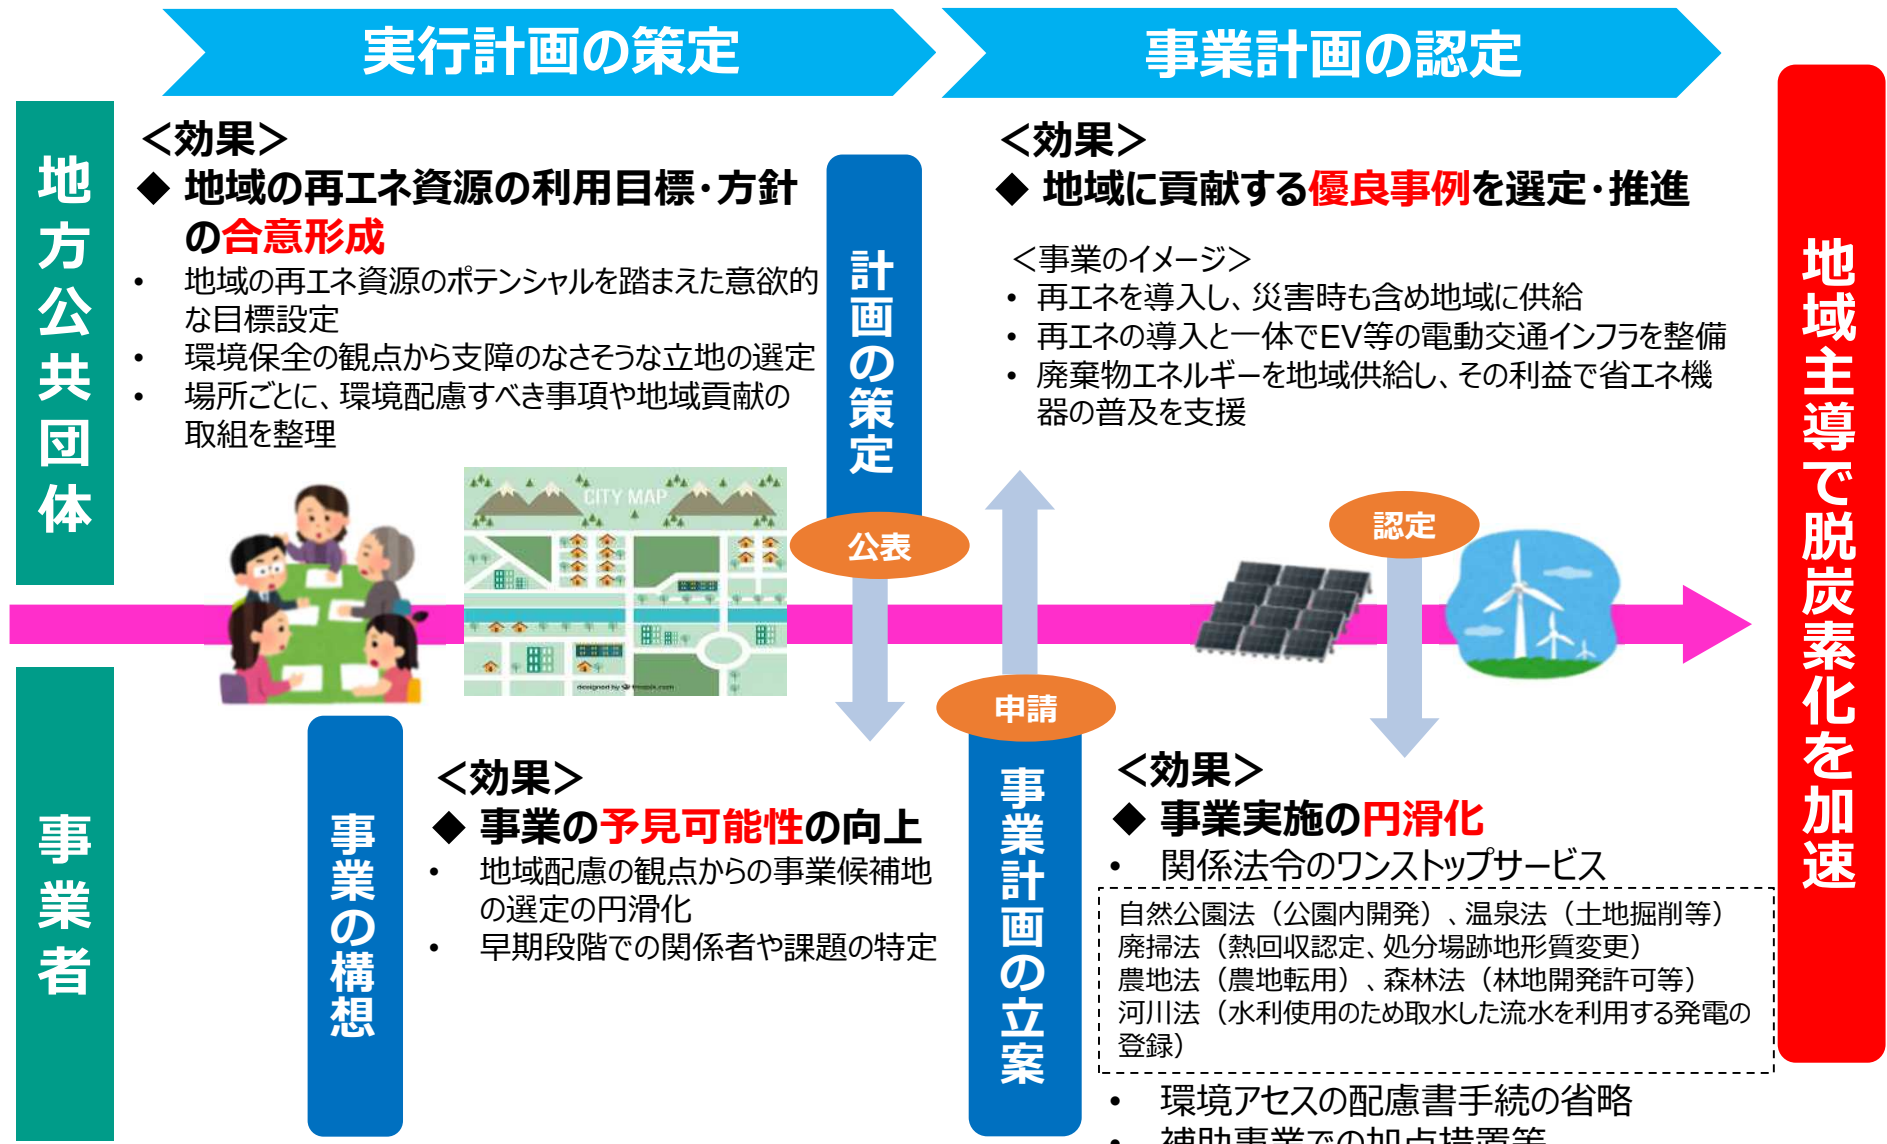 実行計画の策定
事業計画の認定
地方公共団体
＜効果＞
◆ 地域の再エネ資源の利用目標・方針
の合意形成
• 地域の再エネ資源のポテンシャルを踏まえた意欲的
な目標設定
• 環境保全の観点から支障のなさそうな立地の選定
• 場所ごとに、環境配慮すべき事項や地域貢献の
取組を整理
計画の策定
公表
＜効果＞
◆ 地域に貢献する優良事例を選定・推進
＜事業のイメージ＞
• 再エネを導入し、災害時も含め地域に供給
• 再エネの導入と一体でEV等の電動交通インフラを整備
• 廃棄物エネルギーを地域供給し、その利益で省エネ機
器の普及を支援
認定
CITY MAP
designed by freepik.com
事業者
事業の構想
＜効果＞
◆ 事業の予見可能性の向上
• 地域配慮の観点からの事業候補地
の選定の円滑化
• 早期段階での関係者や課題の特定
申請
事業計画の立案
＜効果＞
◆ 事業実施の円滑化
• 関係法令のワンストップサービス
自然公園法（公園内開発）、温泉法（土地掘削等）
廃掃法（熱回収認定、処分場跡地形質変更）
農地法（農地転用）、森林法（林地開発許可等）
河川法（水利使用のため取水した流水を利用する発電の
登録）
• 環境アセスの配慮書手続の省略
• 補助事業での加点措置等
地域主導で脱炭素化を加速